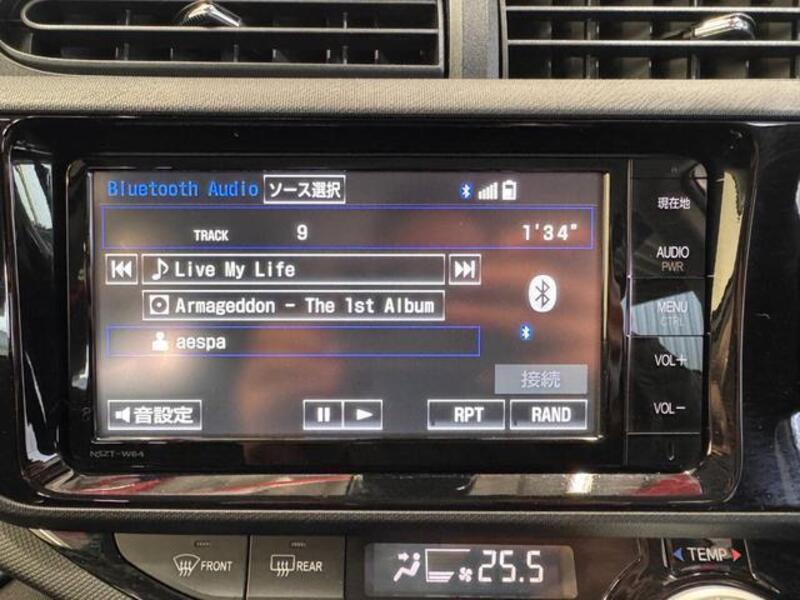 Bluetooth Audio ソース選択
TRACK 9 1'34"
Live My Life
Armageddon - The 1st Album
aespa
接続
音設定 RPT RAND
現在地
AUDIO
PWR
MENU
CTRL
VOL+
VOL-
NSZT-W64
FRONT REAR 25.5 TEMP